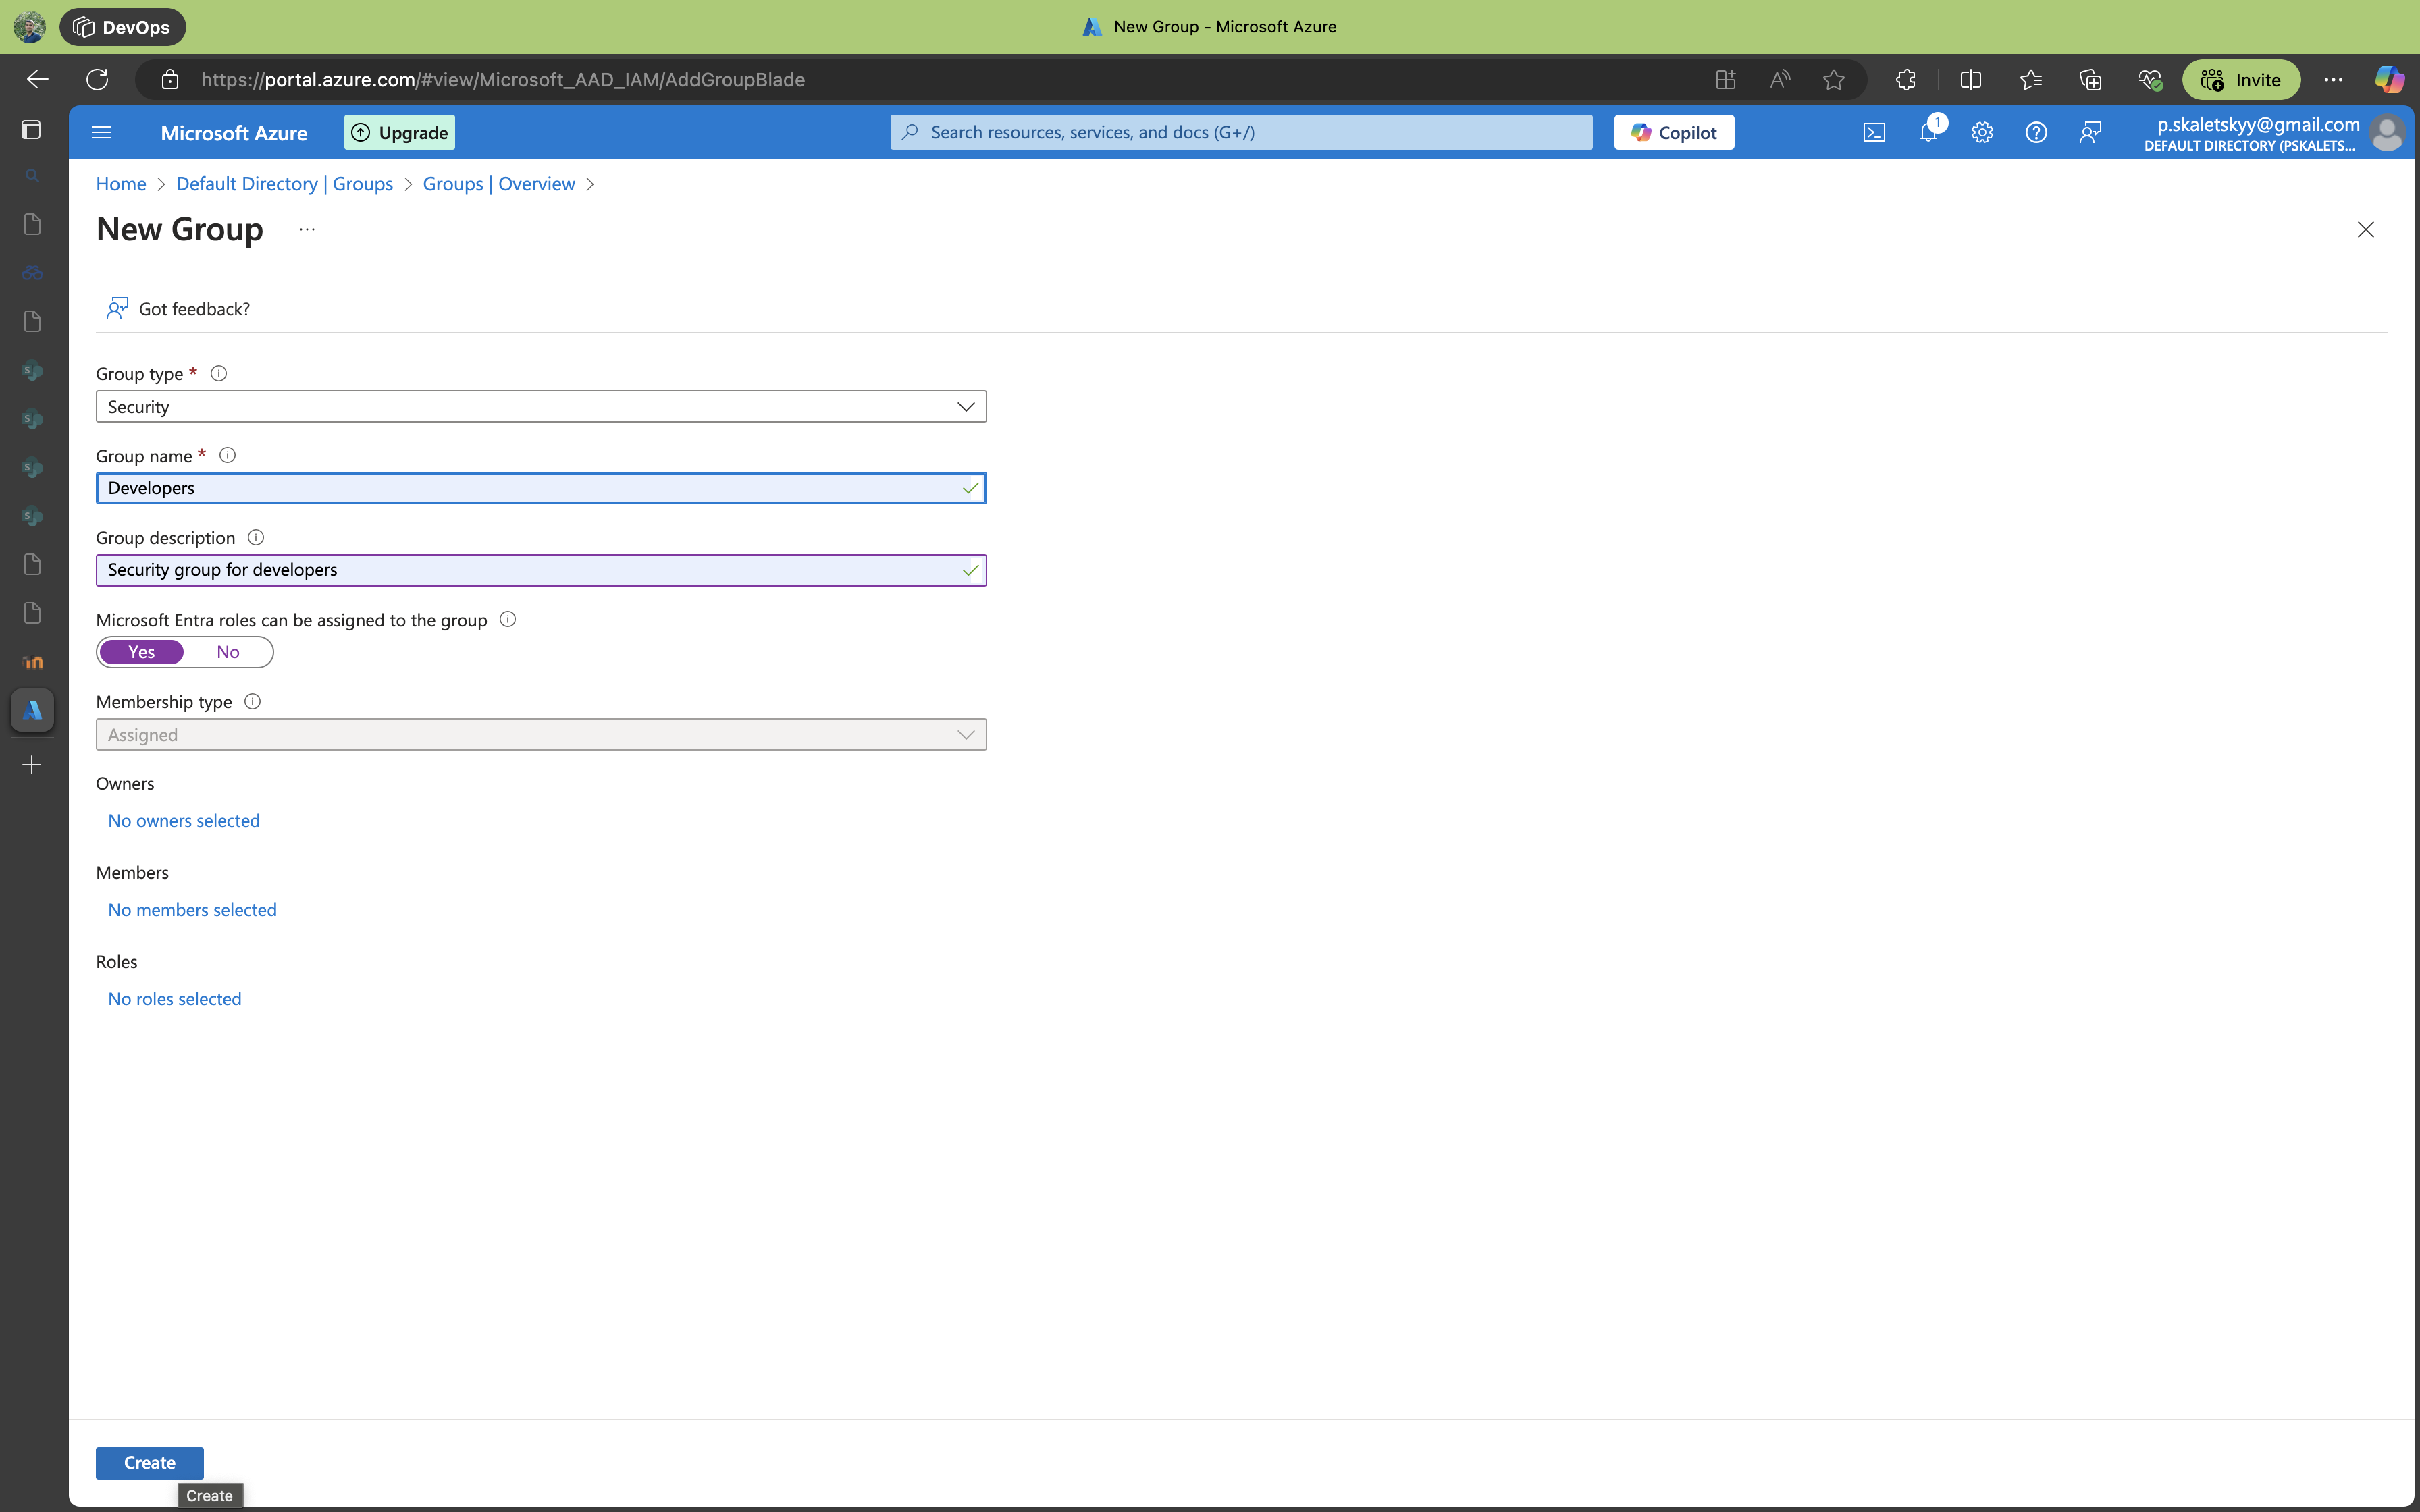 DevOps
New Group - Microsoft Azure
https://portal.azure.com/#view/Microsoft_AAD_IAM/AddGroupBlade
Invite
Microsoft Azure
Upgrade
Search resources, services, and docs (G+/)
Copilot
1
p.skaletskyy@gmail.com
DEFAULT DIRECTORY (PSKALETS...
Home > Default Directory | Groups > Groups | Overview >
New Group ...
Got feedback?
Group type *
Security
Group name *
Developers
Group description
Security group for developers
Microsoft Entra roles can be assigned to the group
Yes No
Membership type
Assigned
Owners
No owners selected
Members
No members selected
Roles
No roles selected
Create
Create